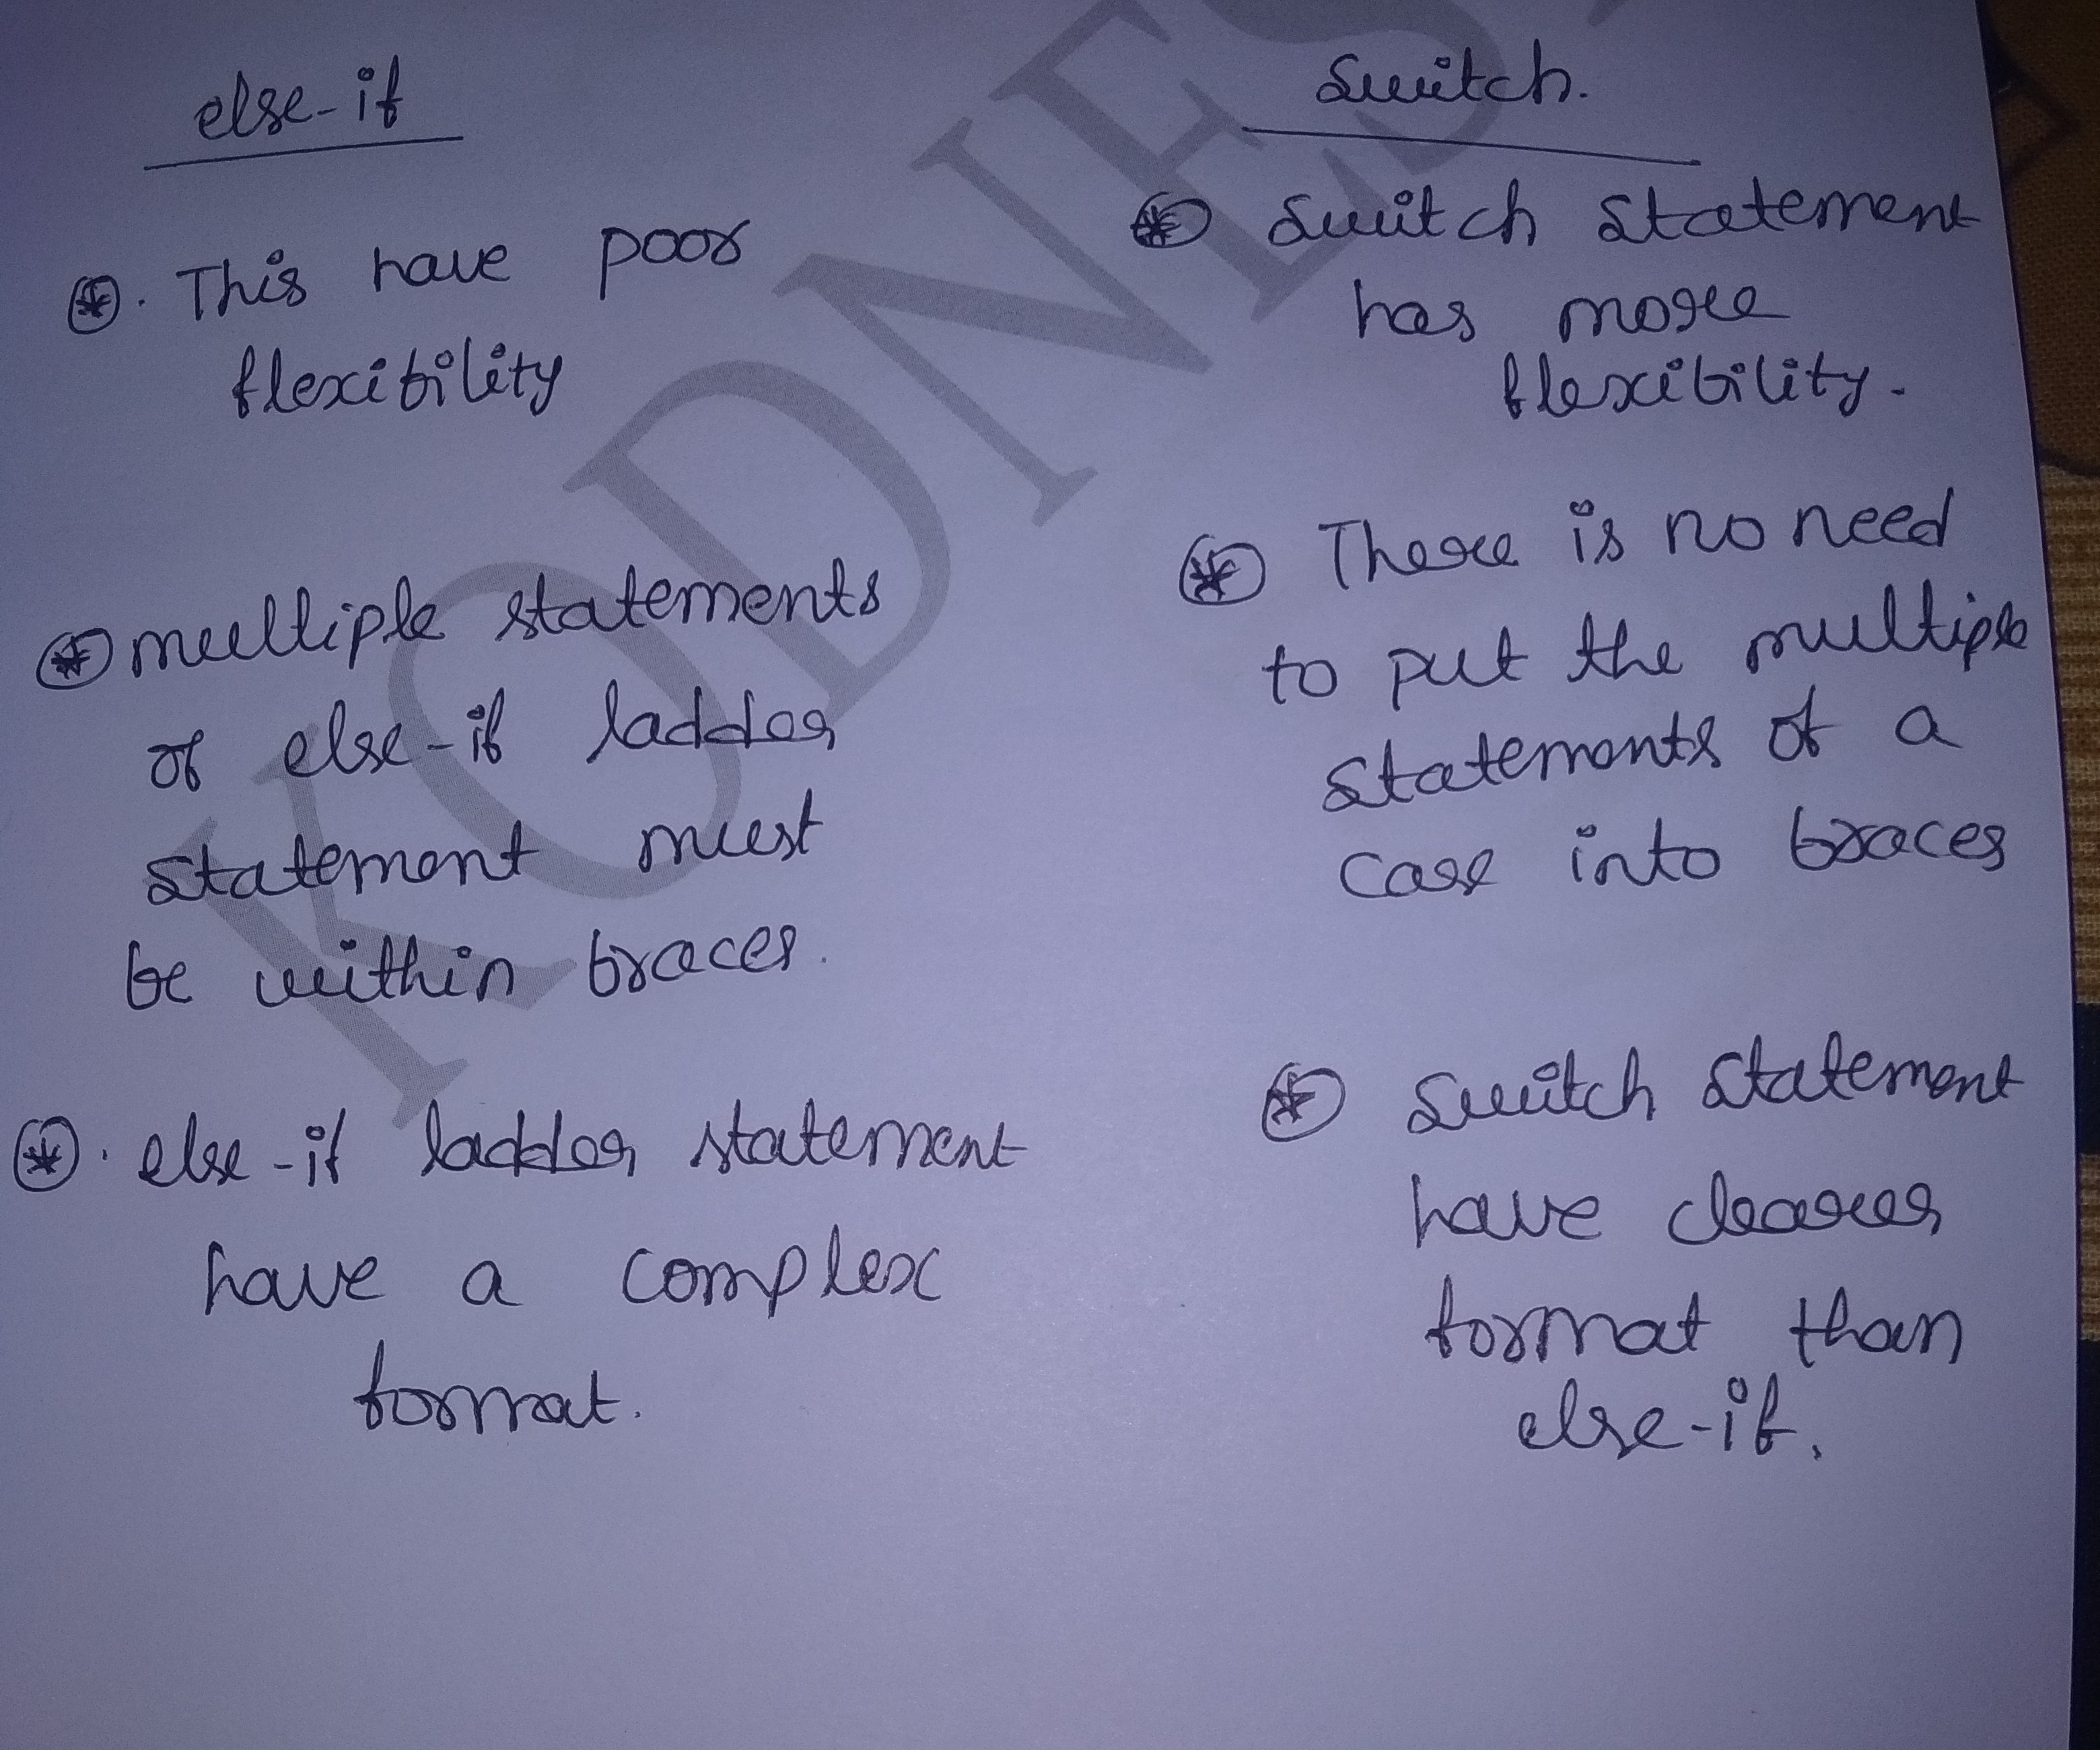 else-if
This have poor
flexibility
multiple statements
of else-if ladder
statement must
be within braces.
else-if ladder statement
have a complex
format.
Switch.
Switch statement
has more
flexibility.
There is no need
to put the multiple
statements of a
case into braces
Switch statement
have clearer
format than
else-if.
KODNES